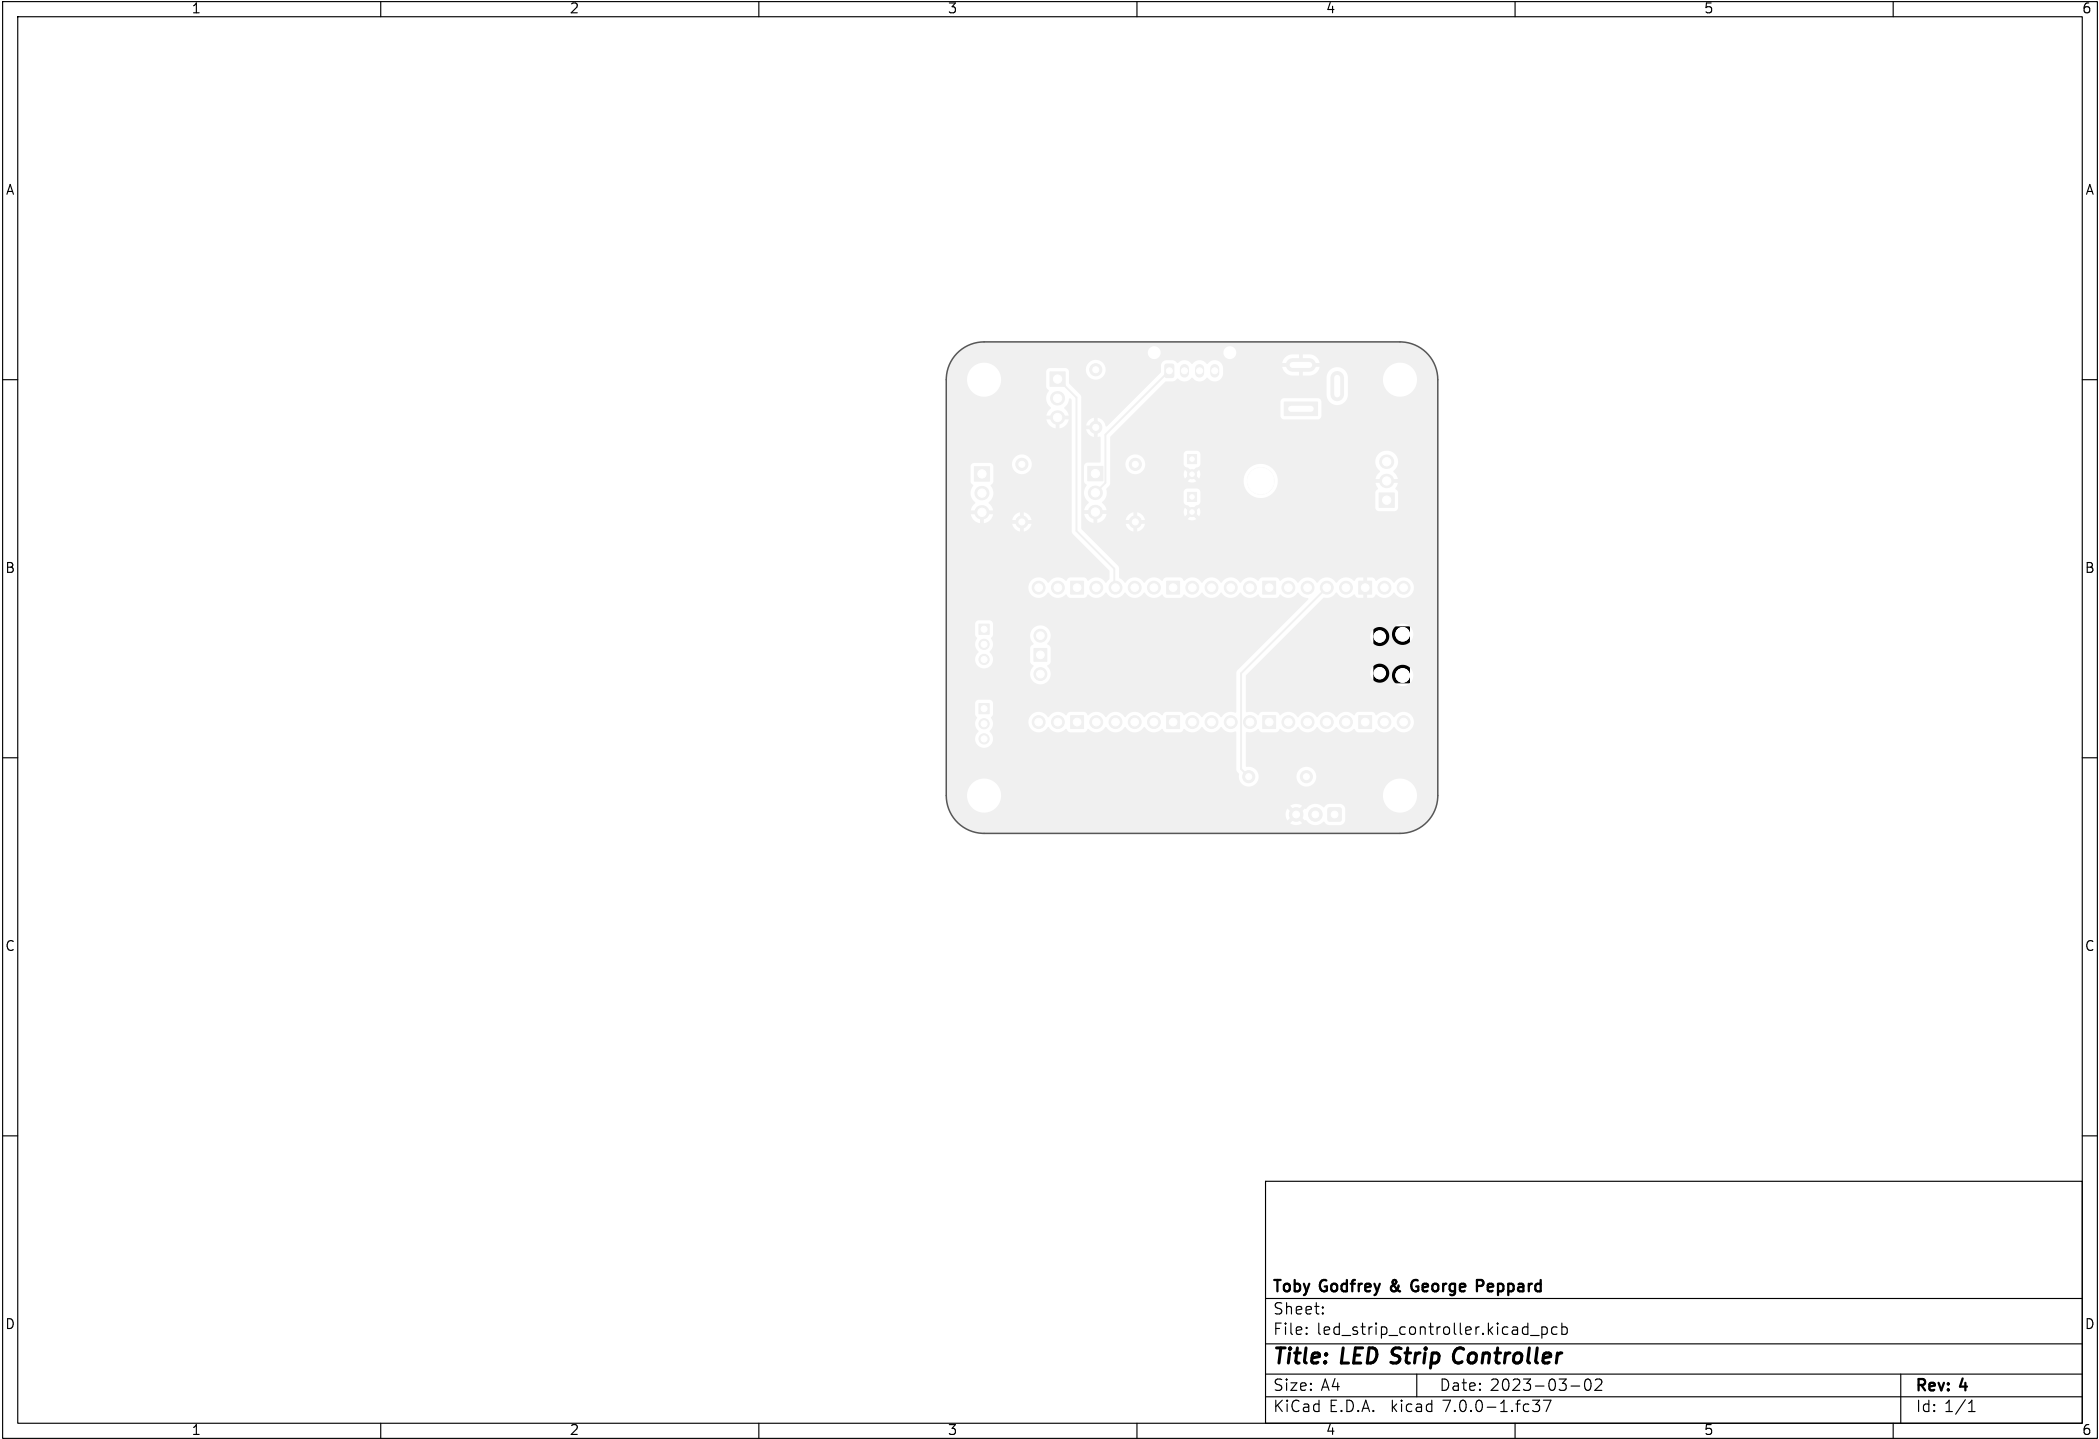 1 2 3 4 5 6
A A
B B
C C
Toby Godfrey & George Peppard
Sheet:
File: led_strip_controller.kicad_pcb
D D
Title: LED Strip Controller
Size: A4 Date: 2023-03-02 Rev: 4
KiCad E.D.A. kicad 7.0.0-1.fc37 Id: 1/1
1 2 3 4 5 6